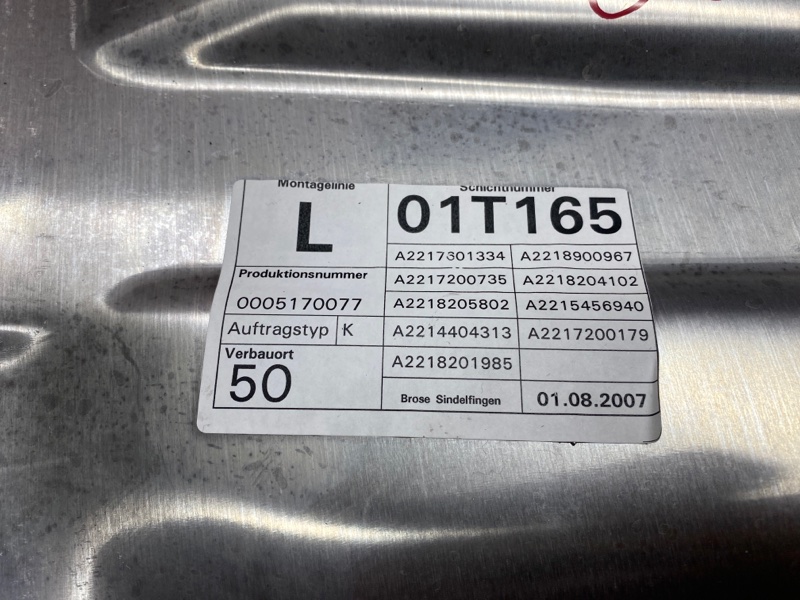 Montagelinie
Schichtnummer
L
01T165
A2217301334 A2218900967
Produktionsnummer
A2217200735 A2218204102
0005170077
A2218205802 A2215456940
Auftragstyp K
A2214404313 A2217200179
Verbauort
A2218201985
50
Brose Sindelfingen 01.08.2007